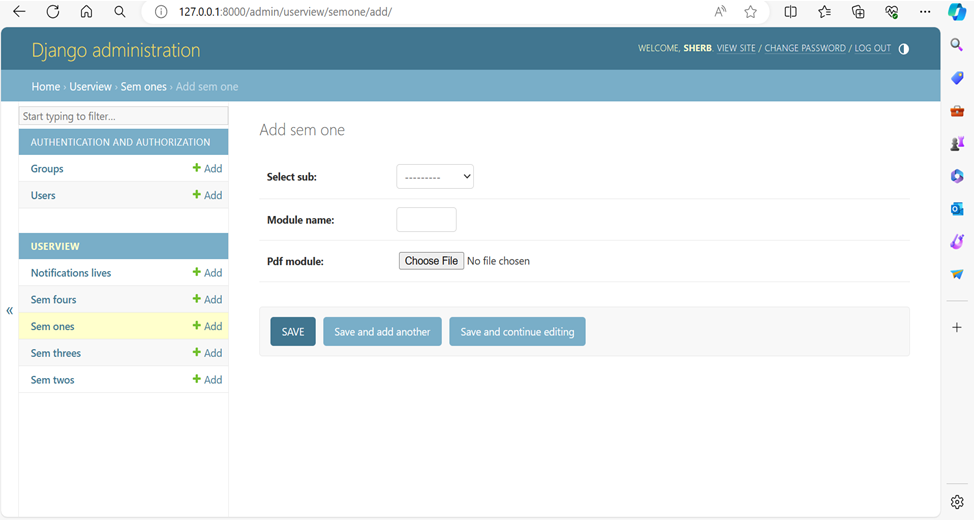 127.0.0.1:8000/admin/userview/semone/add/
Django administration
WELCOME, SHERB. VIEW SITE / CHANGE PASSWORD / LOG OUT
Home › Userview › Sem ones › Add sem one
Start typing to filter...
AUTHENTICATION AND AUTHORIZATION
Groups + Add
Users + Add
USERVIEW
Notifications lives + Add
Sem fours + Add
Sem ones + Add
Sem threes + Add
Sem twos + Add
«
Add sem one
Select sub: ---------
Module name:
Pdf module: Choose File No file chosen
SAVE Save and add another Save and continue editing